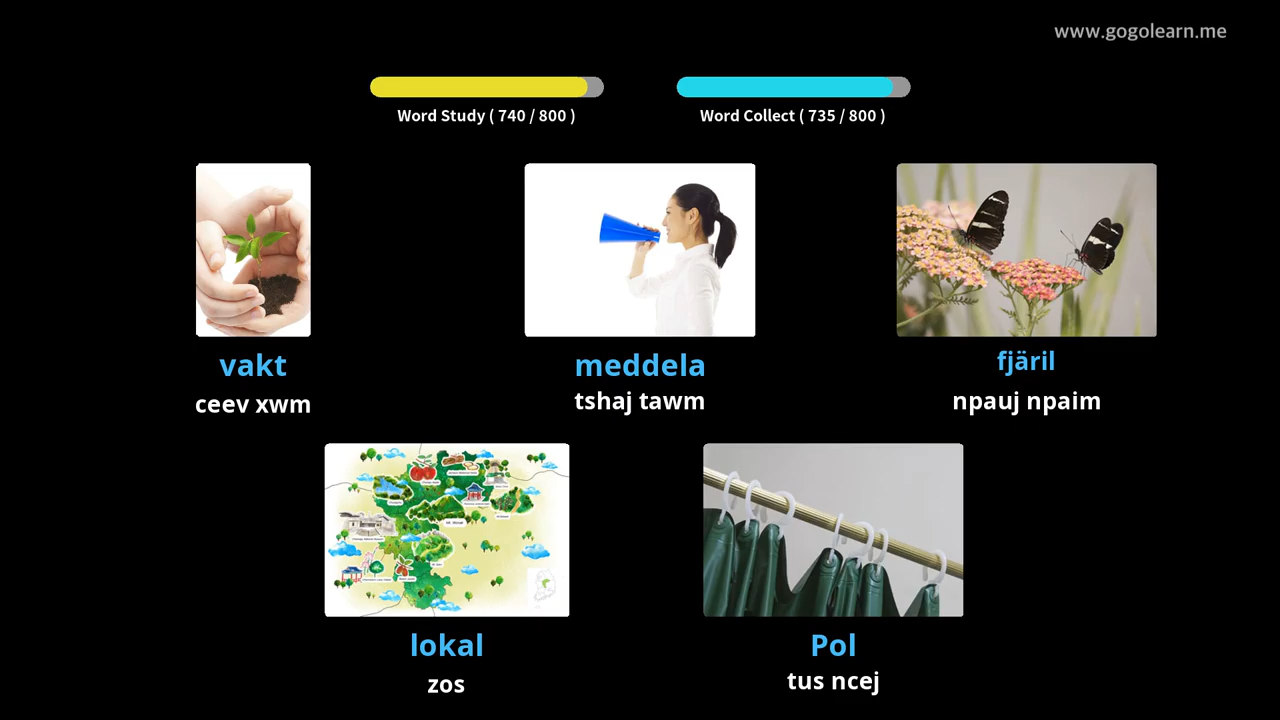 www.gogolearn.me
Word Study ( 740 / 800 )
Word Collect ( 735 / 800 )
vakt
ceev xwm
meddela
tshaj tawm
fjäril
npauj npaim
lokal
zos
Pol
tus ncej